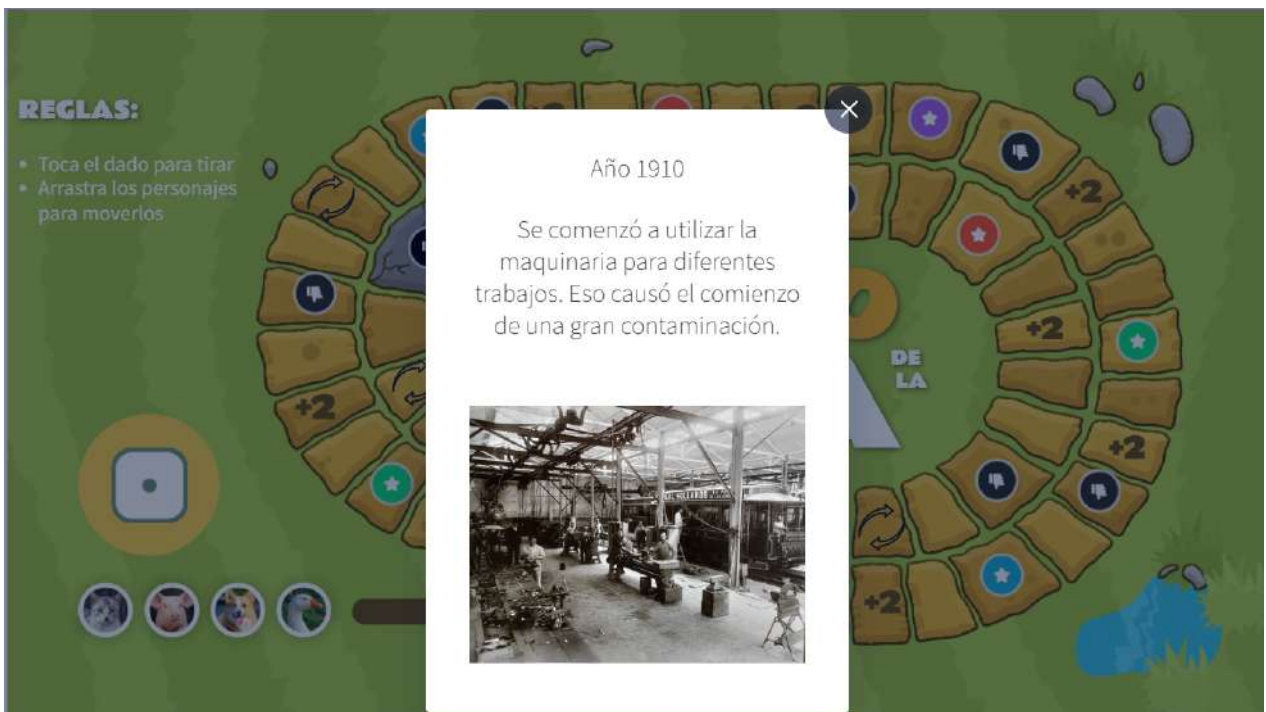 REGLAS:
• Toca el dado para tirar
• Arrastra los personajes
para moverlos
Año 1910
Se comenzó a utilizar la
maquinaria para diferentes
trabajos. Eso causó el comienzo
de una gran contaminación.
+2
+2
DE
LA
+2
+2
+2